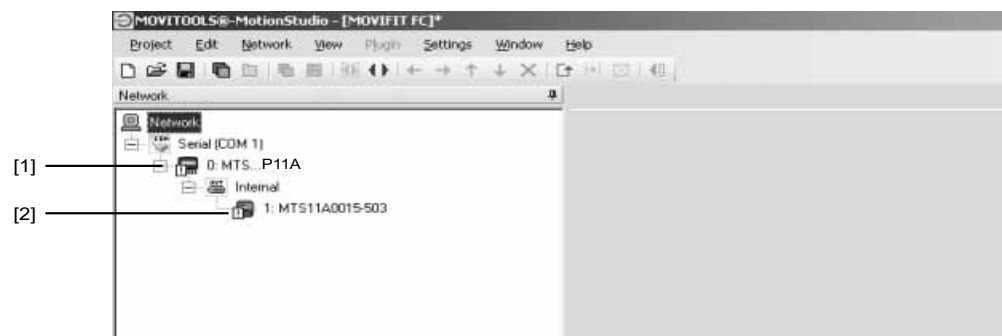 MOVITOOLS®-MotionStudio - [MOVIFIT FC]*
Project Edit Network View Plugin Settings Window Help
Network
Network
Serial (COM 1)
[1] 0: MTS...P11A
Internal
[2] 1: MTS11A0015-503